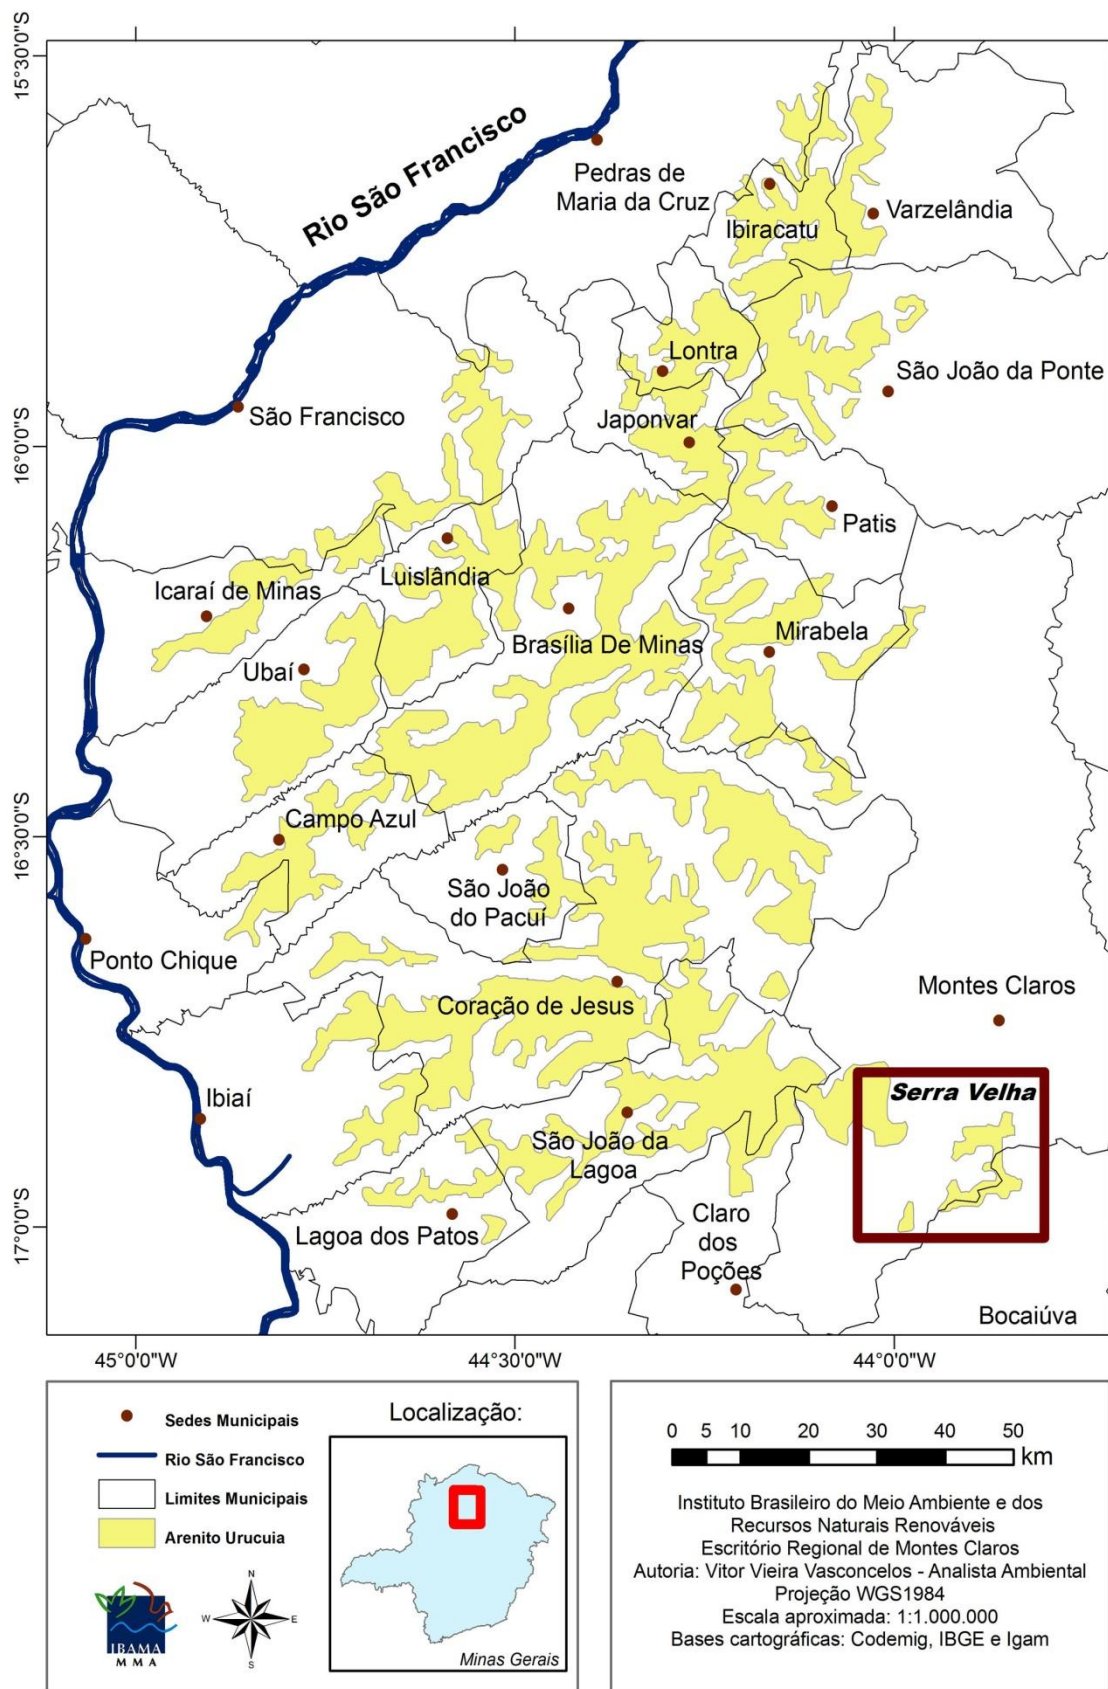 15°30'0"S
16°0'0"S
16°30'0"S
17°0'0"S
Rio São Francisco
Pedras de
Maria da Cruz
Ibiracatu
Varzelândia
Lontra
São João da Ponte
São Francisco
Japonvar
Patis
Luislândia
Icaraí de Minas
Brasília De Minas
Mirabela
Ubaí
Campo Azul
São João
do Pacuí
Ponto Chique
Coração de Jesus
Montes Claros
Serra Velha
Ibiaí
São João da
Lagoa
Lagoa dos Patos
Claro
dos
Poções
Bocaiúva
45°0'0"W
44°30'0"W
44°0'0"W
Sedes Municipais
Rio São Francisco
Limites Municipais
Arenito Urucuia
IBAMA
MMA
N
W
E
S
Localização:
Minas Gerais
0 5 10 20 30 40 50
km
Instituto Brasileiro do Meio Ambiente e dos
Recursos Naturais Renováveis
Escritório Regional de Montes Claros
Autoria: Vitor Vieira Vasconcelos - Analista Ambiental
Projeção WGS1984
Escala aproximada: 1:1.000.000
Bases cartográficas: Codemig, IBGE e Igam